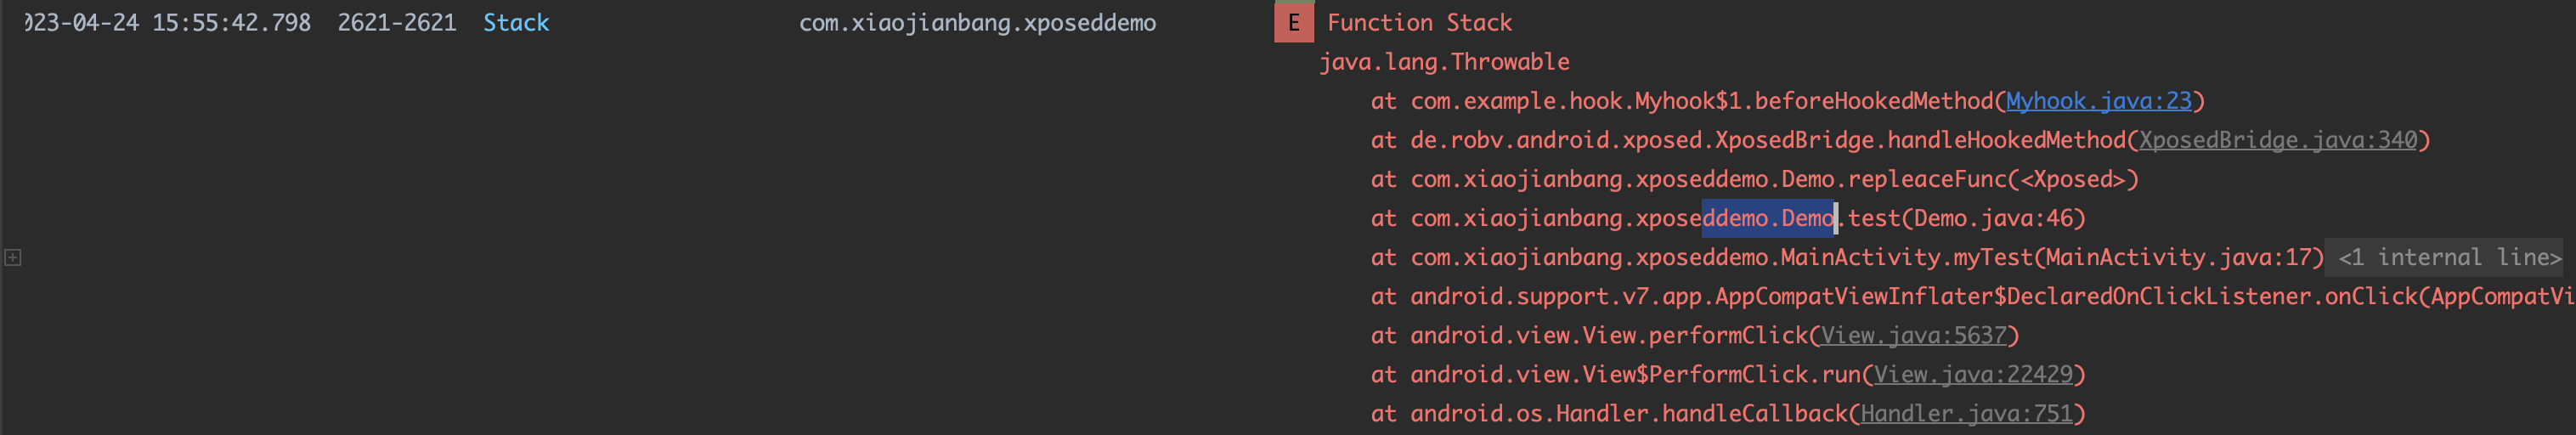 023-04-24 15:55:42.798 2621-2621 Stack com.xiaojianbang.xposeddemo E Function Stack
java.lang.Throwable
at com.example.hook.Myhook$1.beforeHookedMethod(Myhook.java:23)
at de.robv.android.xposed.XposedBridge.handleHookedMethod(XposedBridge.java:340)
at com.xiaojianbang.xposeddemo.Demo.repleaceFunc(<Xposed>)
at com.xiaojianbang.xposeddemo.Demo.test(Demo.java:46)
at com.xiaojianbang.xposeddemo.MainActivity.myTest(MainActivity.java:17) <1 internal line>
at android.support.v7.app.AppCompatViewInflater$DeclaredOnClickListener.onClick(AppCompatVi
at android.view.View.performClick(View.java:5637)
at android.view.View$PerformClick.run(View.java:22429)
at android.os.Handler.handleCallback(Handler.java:751)